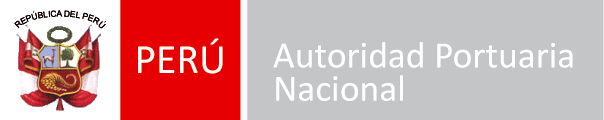 REPÚBLICA DEL PERÚ
PERÚ
Autoridad Portuaria
Nacional